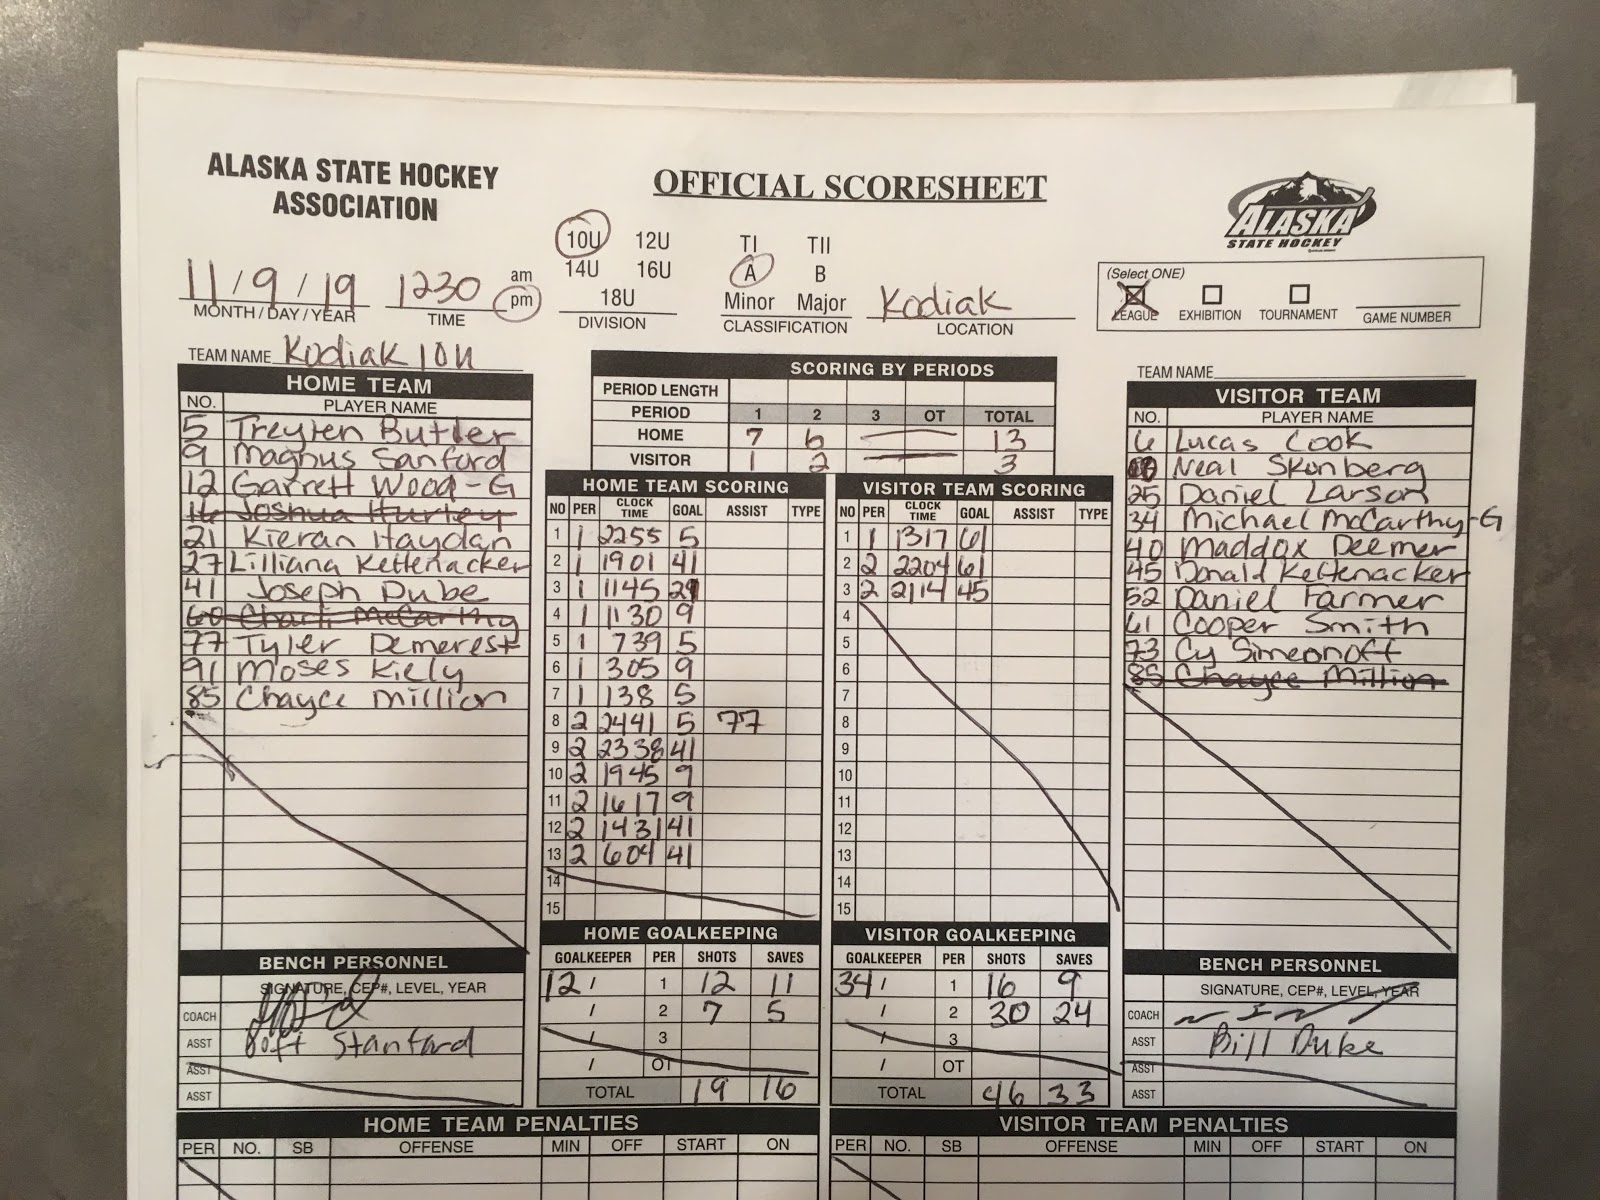 ALASKA STATE HOCKEY
ASSOCIATION
OFFICIAL SCORESHEET
ALASKA
STATE HOCKEY
11/9/19 1230 am pm
MONTH / DAY / YEAR TIME
10U 12U
14U 16U
18U
DIVISION
TI TII
A B
Minor Major
CLASSIFICATION
Kodiak
LOCATION
(Select ONE)
LEAGUE EXHIBITION TOURNAMENT GAME NUMBER
TEAM NAME Kodiak 10U
HOME TEAM
NO. PLAYER NAME
5 Treyten Butler
9 Magnus Sanford
12 Garrett Wood-G
16 Joshua Hurley
21 Kieran Haydan
27 Lilliana Kettenacker
41 Joseph Dube
60 Charli McCarthy
77 Tyler Demerest
91 Moses Kiely
85 Chayce Million
SCORING BY PERIODS
PERIOD LENGTH
PERIOD 1 2 3 OT TOTAL
HOME 7 6 13
VISITOR 1 2 3
HOME TEAM SCORING
NO PER CLOCK TIME GOAL ASSIST TYPE
1 1 2255 5
2 1 1901 41
3 1 1145
4 1 1130 9
5 1 739 5
6 1 305 9
7 1 138 5
8 2 2441 5 77
9 2 2338 41
10 2 1945 9
11 2 1617 9
12 2 1431 41
13 2 604 41
14
15
VISITOR TEAM SCORING
NO PER CLOCK TIME GOAL ASSIST TYPE
1 1 1317 61
2 2 2204 61
3 2 2114 45
4
5
6
7
8
9
10
11
12
13
14
15
TEAM NAME
VISITOR TEAM
NO. PLAYER NAME
6 Lucas Cook
Neal Skonberg
25 Daniel Larson
34 Michael McCarthy-G
40 Maddox Deemer
45 Donald Kettenacker
52 Daniel Farmer
61 Cooper Smith
73 Cy Simeonoff
85 Chayce Million
BENCH PERSONNEL
SIGNATURE, CEP#, LEVEL, YEAR
COACH
ASST Stanford
ASST
ASST
HOME GOALKEEPING
GOALKEEPER PER SHOTS SAVES
12 / 1 12 11
/ 2 7 5
/ 3
/ OT
TOTAL 19 16
VISITOR GOALKEEPING
GOALKEEPER PER SHOTS SAVES
34 / 1 16 9
/ 2 30 24
/ 3
/ OT
TOTAL 46 33
BENCH PERSONNEL
SIGNATURE, CEP#, LEVEL, YEAR
COACH
ASST Bill Duke
ASST
ASST
HOME TEAM PENALTIES
PER NO. SB OFFENSE MIN OFF START ON
VISITOR TEAM PENALTIES
PER NO. SB OFFENSE MIN OFF START ON